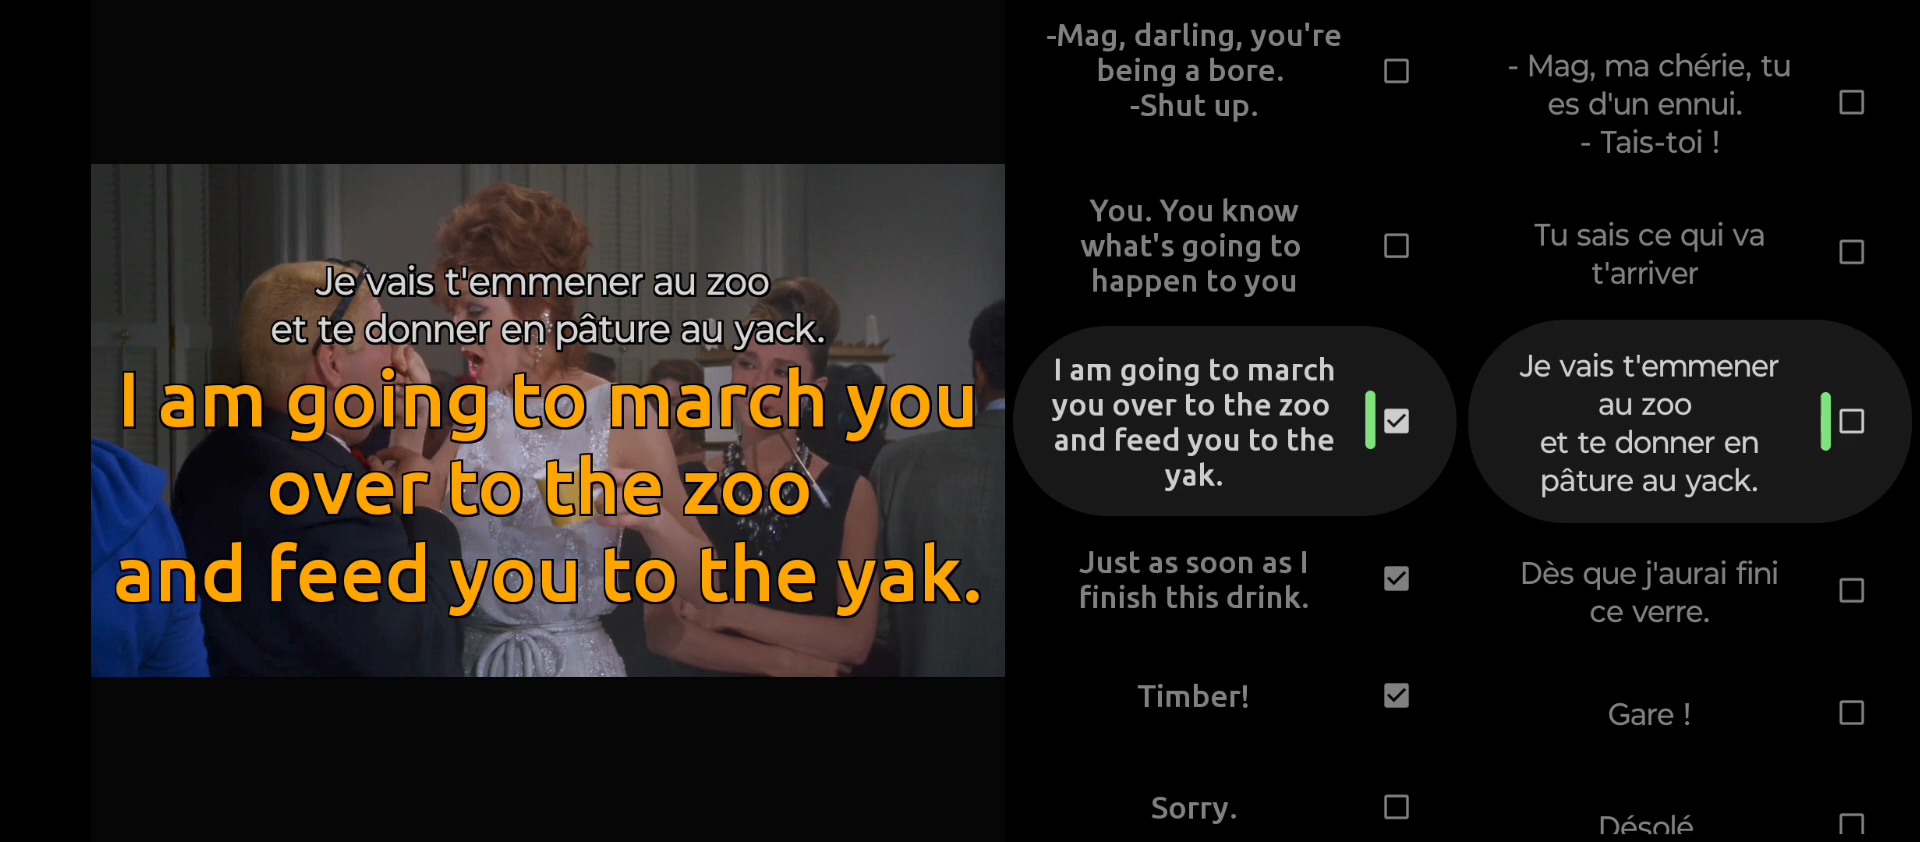 Je vais t'emmener au zoo
et te donner en pâture au yack.
I am going to march you
over to the zoo
and feed you to the yak.
-Mag, darling, you're
being a bore.
-Shut up.
You. You know
what's going to
happen to you
I am going to march
you over to the zoo
and feed you to the
yak.
Just as soon as I
finish this drink.
Timber!
Sorry.
- Mag, ma chérie, tu
es d'un ennui.
- Tais-toi !
Tu sais ce qui va
t'arriver
Je vais t'emmener
au zoo
et te donner en
pâture au yack.
Dès que j'aurai fini
ce verre.
Gare !
Désolé